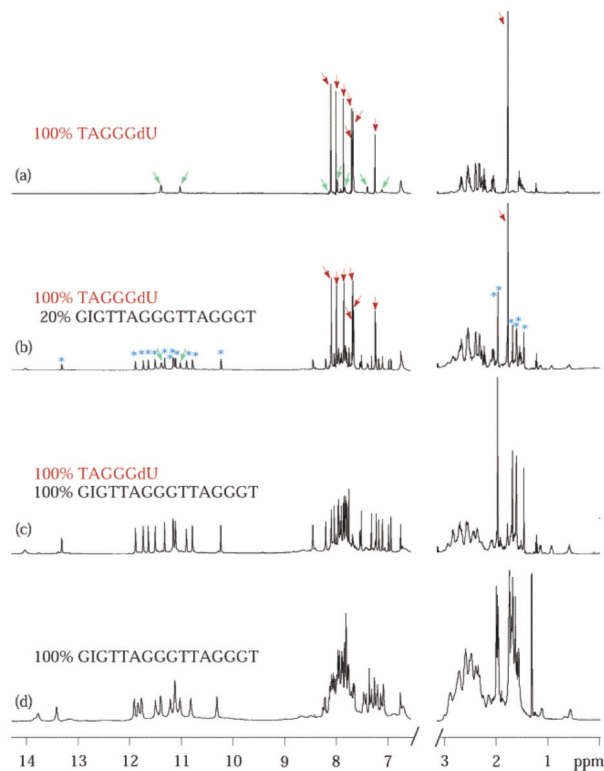 100% TAGGGdU
(a)
100% TAGGGdU
20% GIGTTAGGGTTAGGGT
(b)
100% TAGGGdU
100% GIGTTAGGGTTAGGGT
(c)
100% GIGTTAGGGTTAGGGT
(d)
14 13 12 11 10 9 8 7 3 2 1 ppm